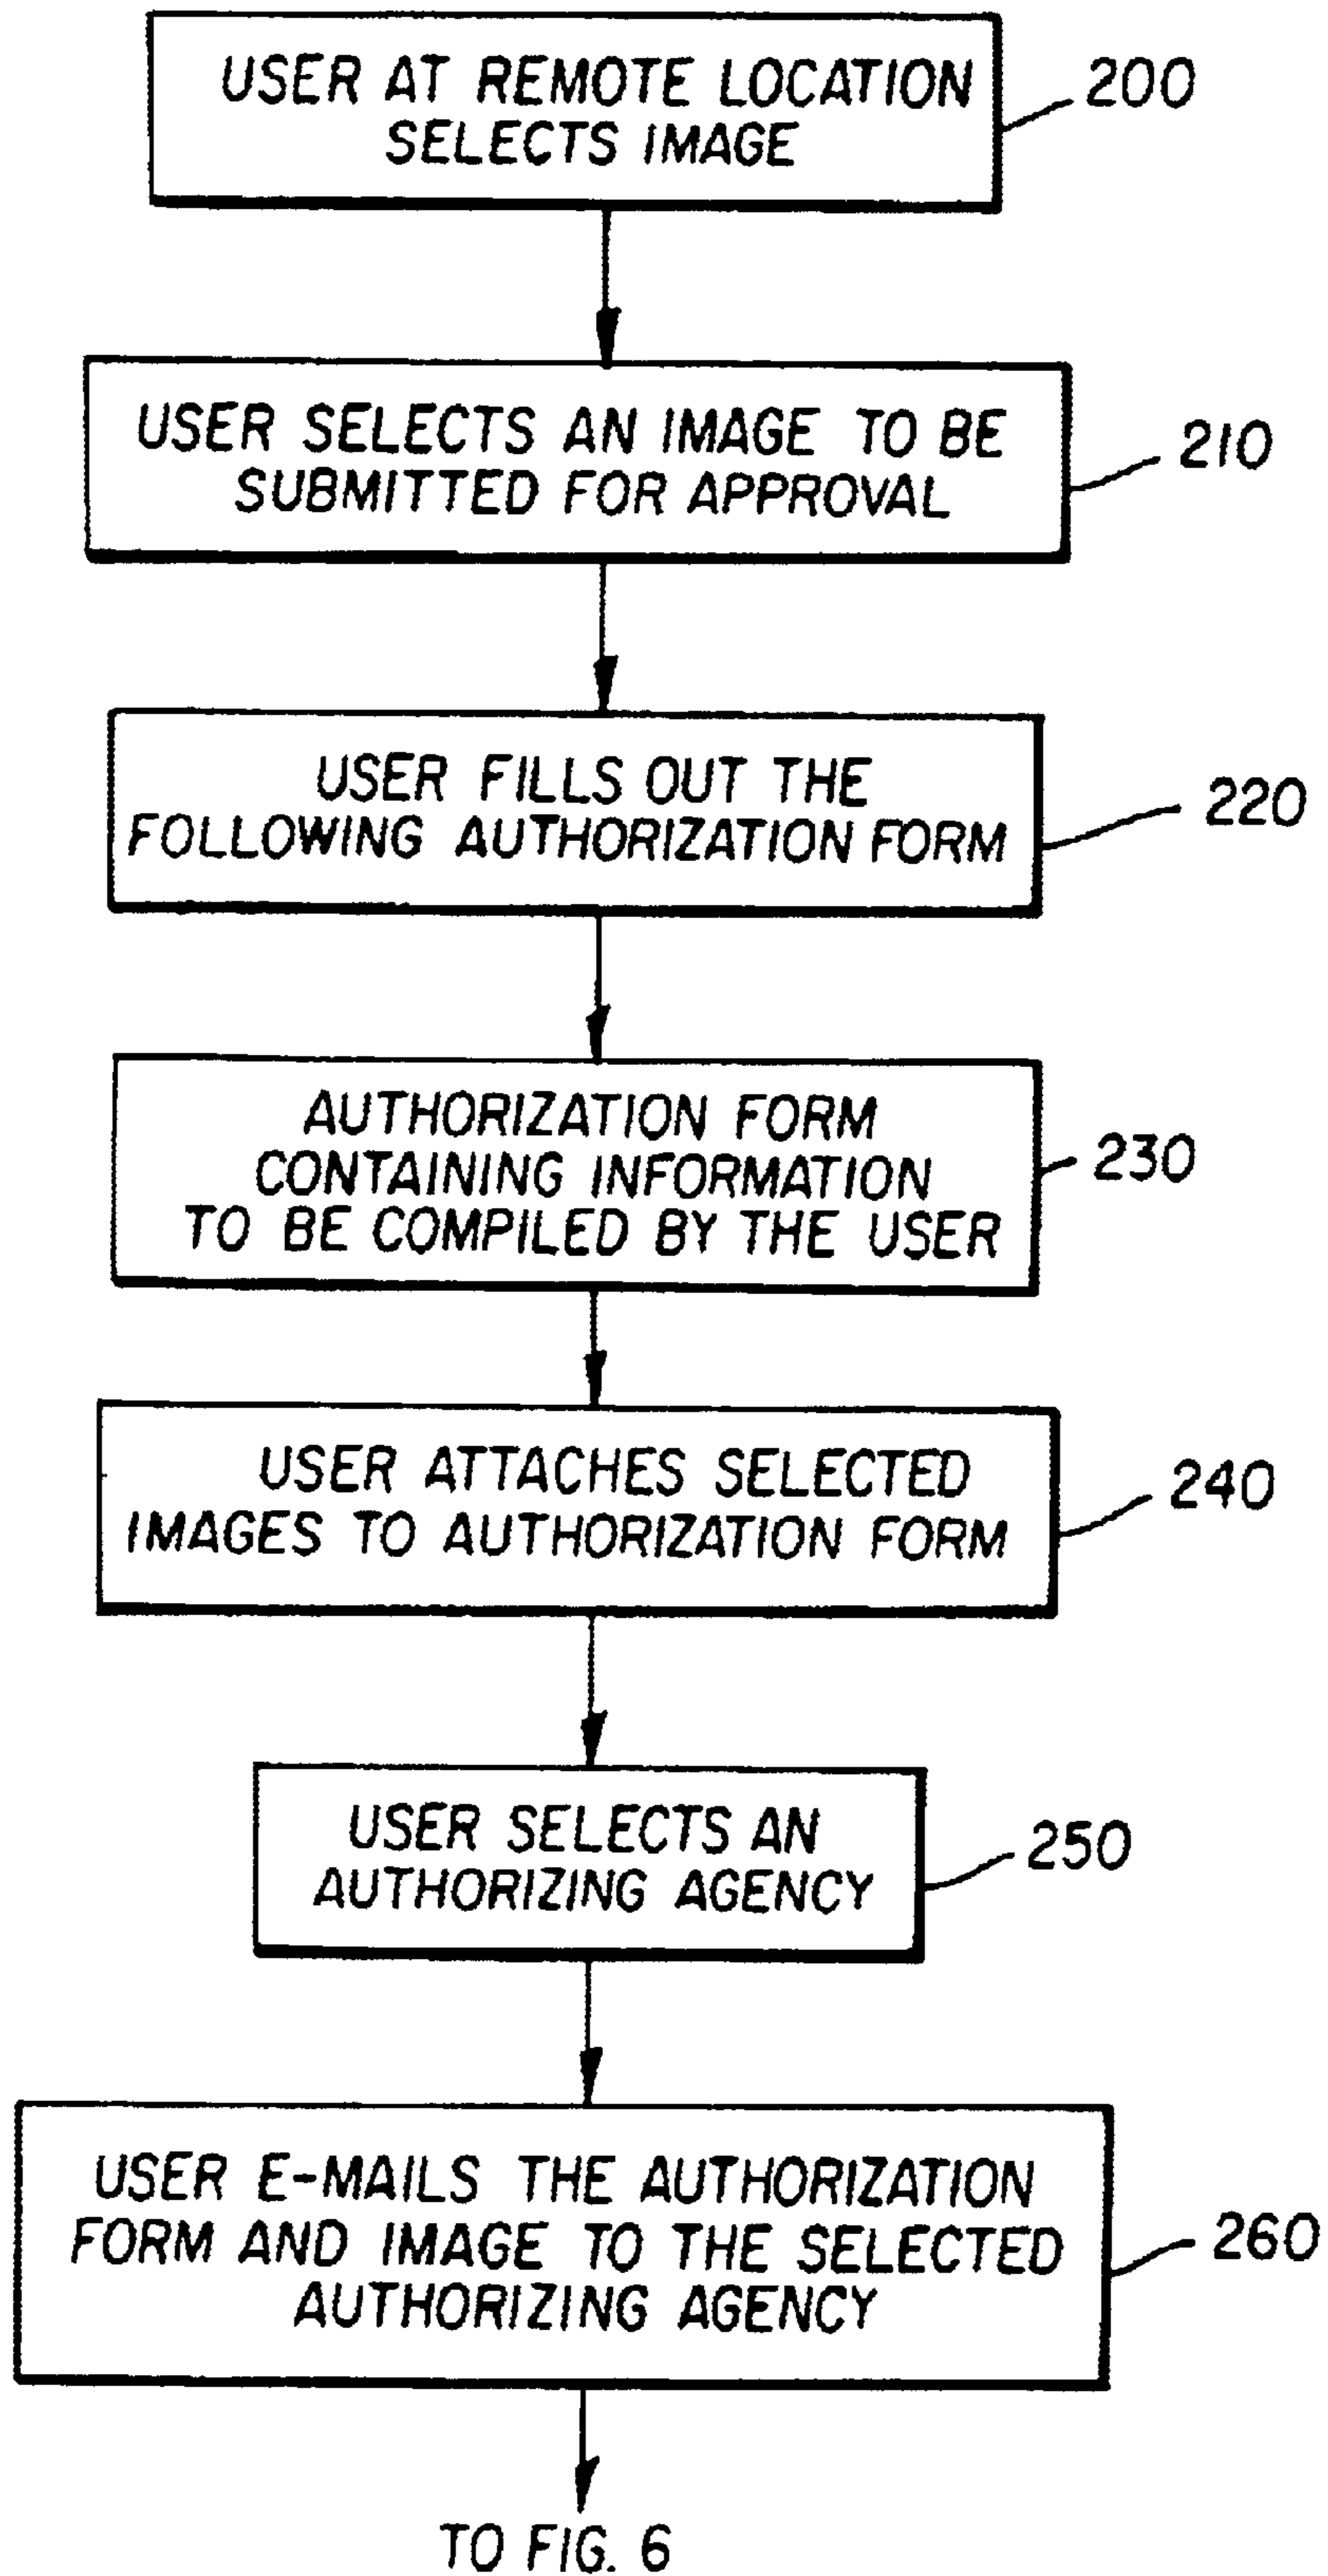 USER AT REMOTE LOCATION
SELECTS IMAGE
200
USER SELECTS AN IMAGE TO BE
SUBMITTED FOR APPROVAL
210
USER FILLS OUT THE
FOLLOWING AUTHORIZATION FORM
220
AUTHORIZATION FORM
CONTAINING INFORMATION
TO BE COMPILED BY THE USER
230
USER ATTACHES SELECTED
IMAGES TO AUTHORIZATION FORM
240
USER SELECTS AN
AUTHORIZING AGENCY
250
USER E-MAILS THE AUTHORIZATION
FORM AND IMAGE TO THE SELECTED
AUTHORIZING AGENCY
260
TO FIG. 6